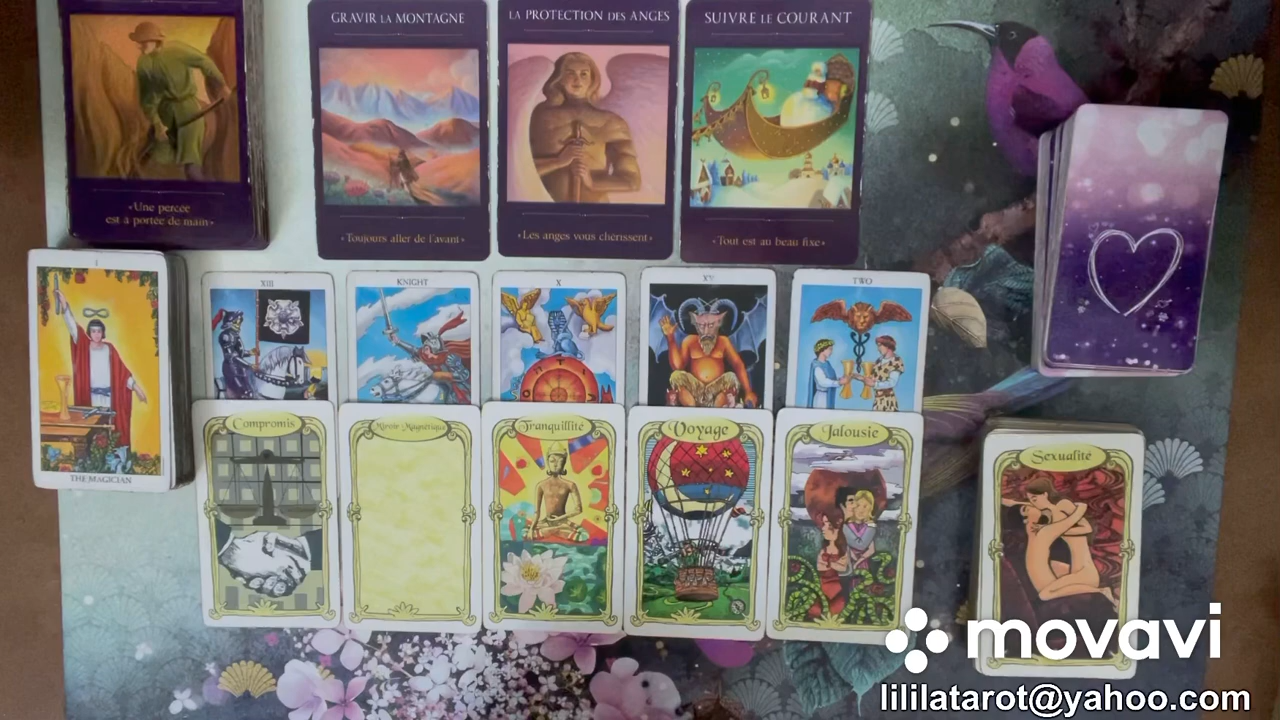 GRAVIR LA MONTAGNE
LA PROTECTION DES ANGES
SUIVRE LE COURANT
«Une percée
est à portée de main»
«Toujours aller de l'avant»
«Les anges vous chérissent»
«Tout est au beau fixe»
I
XIII
KNIGHT
X
XV
TWO
THE MAGICIAN
Compromis
Miroir Magnétique
Tranquillité
Voyage
Jalousie
Sexualité
movavi
lililatarot@yahoo.com